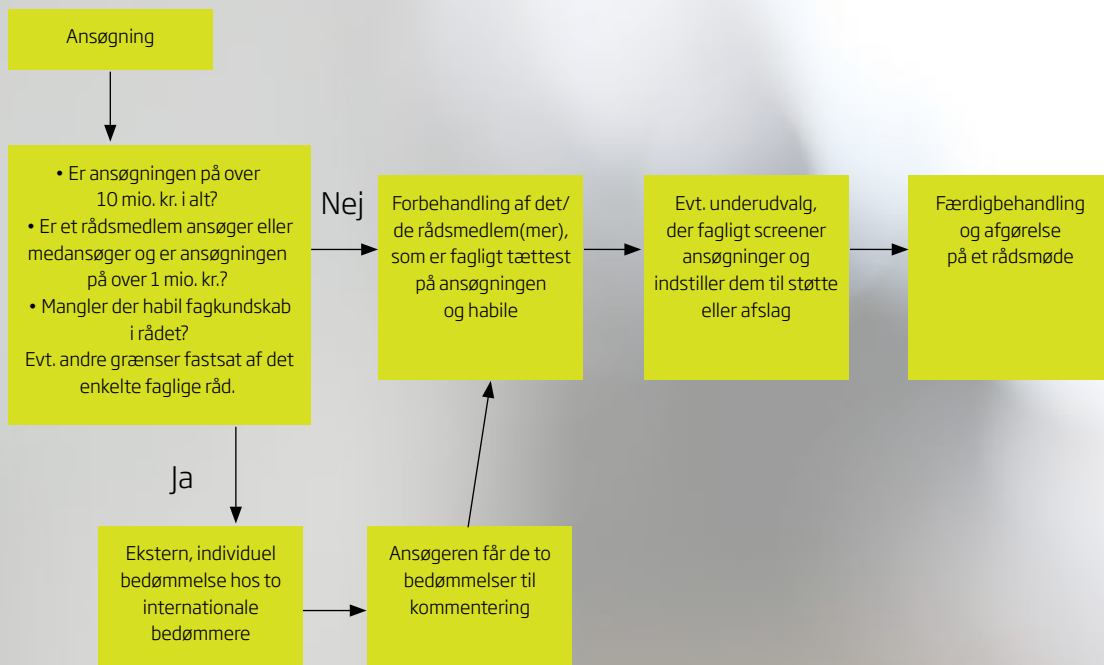 Ansøgning
• Er ansøgningen på over
10 mio. kr. i alt?
• Er et rådsmedlem ansøger eller
medansøger og er ansøgningen
på over 1 mio. kr.?
• Mangler der habil fagkundskab
i rådet?
Evt. andre grænser fastsat af det
enkelte faglige råd.
Nej
Forbehandling af det/
de rådsmedlem(mer),
som er fagligt tættest
på ansøgningen
og habile
Evt. underudvalg,
der fagligt screener
ansøgninger og
indstiller dem til støtte
eller afslag
Færdigbehandling
og afgørelse
på et rådsmøde
Ja
Ekstern, individuel
bedømmelse hos to
internationale
bedømmere
Ansøgeren får de to
bedømmelser til
kommentering